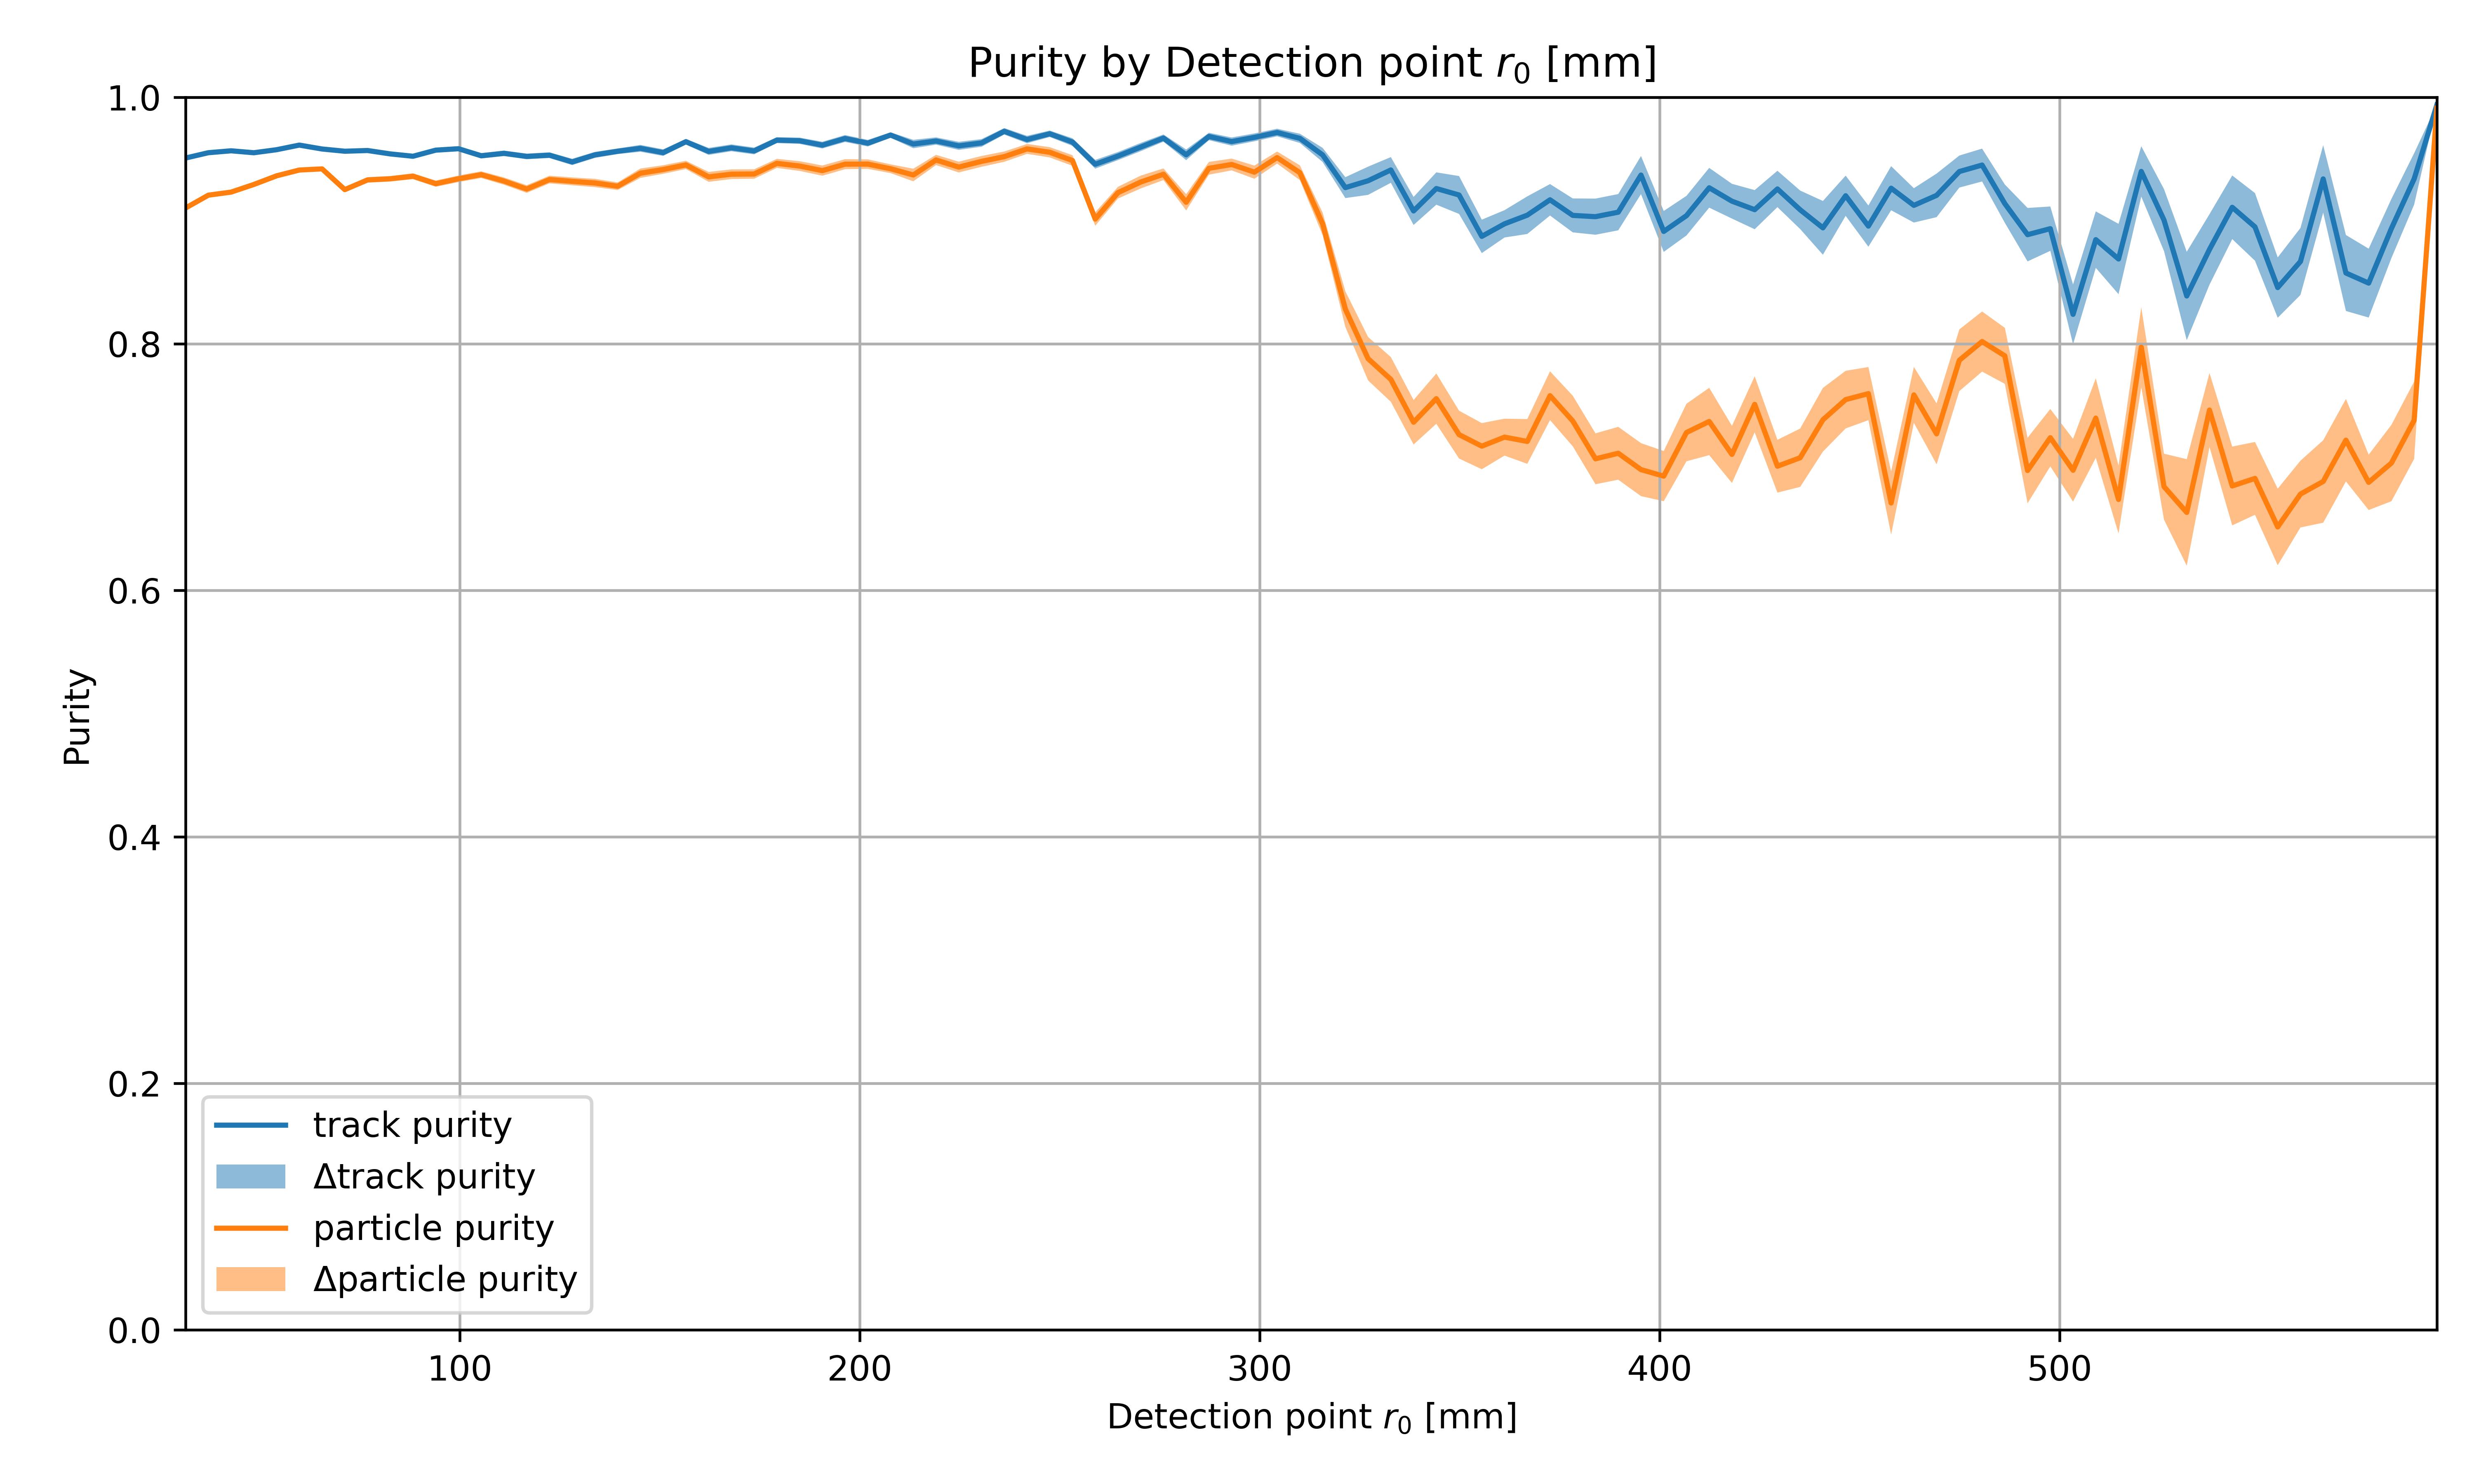 Purity by Detection point r₀ [mm]
1.0
0.8
0.6
0.4
0.2
0.0
Purity
track purity
Δtrack purity
particle purity
Δparticle purity
100 200 300 400 500
Detection point r₀ [mm]